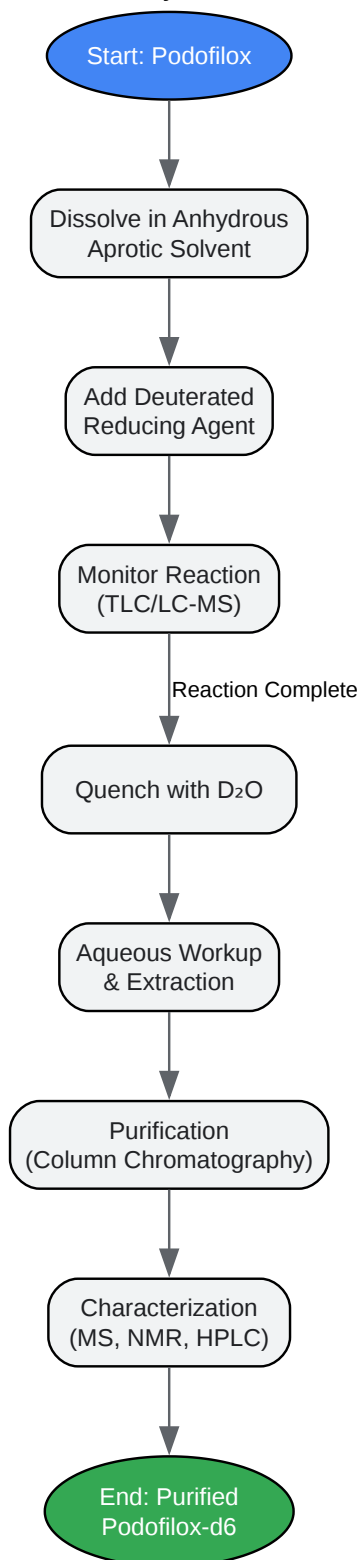 Start: Podofilox
Dissolve in Anhydrous
Aprotic Solvent
Add Deuterated
Reducing Agent
Monitor Reaction
(TLC/LC-MS)
Reaction Complete
Quench with D₂O
Aqueous Workup
& Extraction
Purification
(Column Chromatography)
Characterization
(MS, NMR, HPLC)
End: Purified
Podofilox-d6